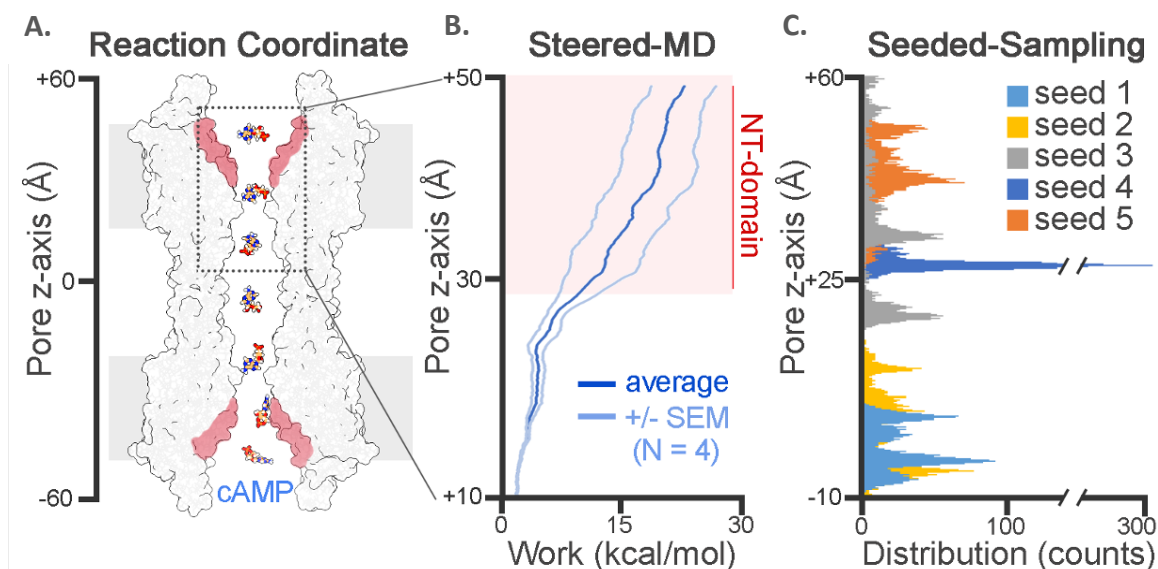 A.
Reaction Coordinate
+60
0
-60
Pore z-axis (Å)
cAMP
B.
Steered-MD
+50
+30
+10
Pore z-axis (Å)
NT-domain
average
+/- SEM
(N = 4)
0
15
30
Work (kcal/mol)
C.
Seeded-Sampling
+60
+25
-10
Pore z-axis (Å)
seed 1
seed 2
seed 3
seed 4
seed 5
0
100
300
Distribution (counts)